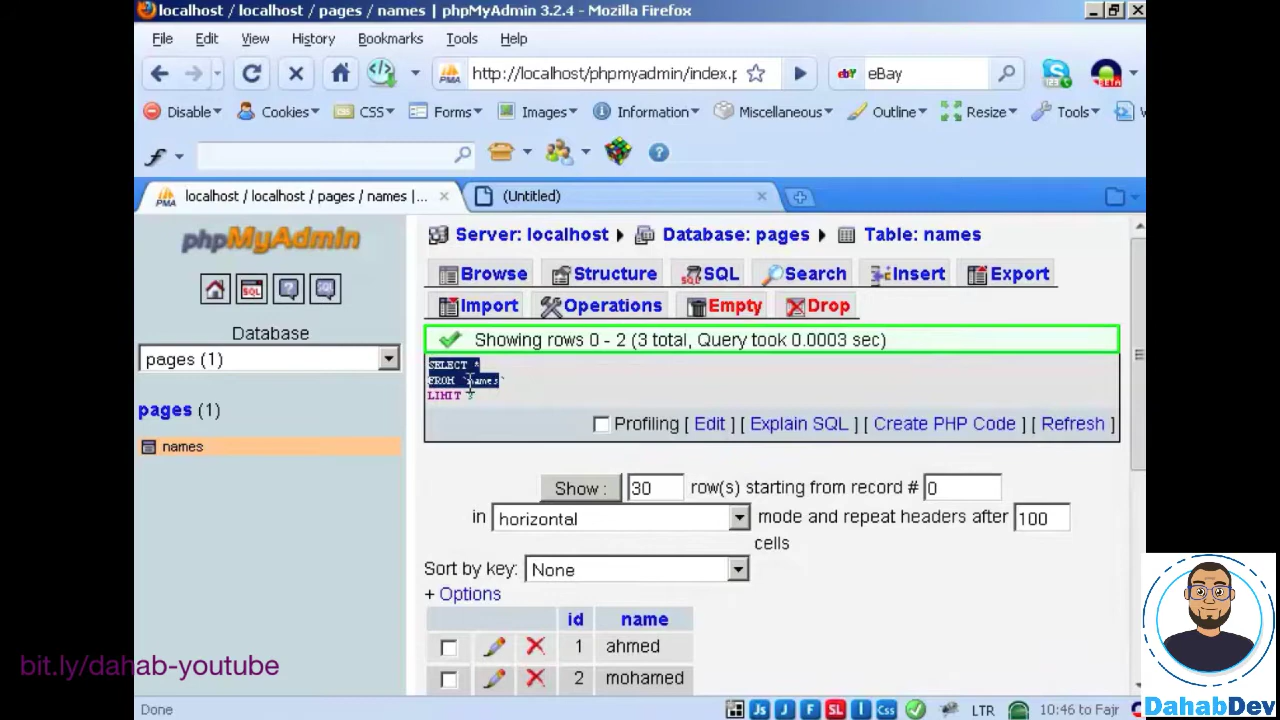 localhost / localhost / pages / names | phpMyAdmin 3.2.4 - Mozilla Firefox
File Edit View History Bookmarks Tools Help
http://localhost/phpmyadmin/index.p eBay
Disable Cookies CSS Forms Images Information Miscellaneous Outline Resize Tools
localhost / localhost / pages / names |... (Untitled)
phpMyAdmin
Database
pages (1)
pages (1)
names
Server: localhost Database: pages Table: names
Browse Structure SQL Search Insert Export
Import Operations Empty Drop
Showing rows 0 - 2 (3 total, Query took 0.0003 sec)
SELECT *
FROM `names`
LIMIT
Profiling [ Edit ] [ Explain SQL ] [ Create PHP Code ] [ Refresh ]
Show : 30 row(s) starting from record # 0
in horizontal mode and repeat headers after 100
cells
Sort by key: None
+ Options
id name
1 ahmed
2 mohamed
bit.ly/dahab-youtube
Done LTR 10:46 to Fajr
DahabDev